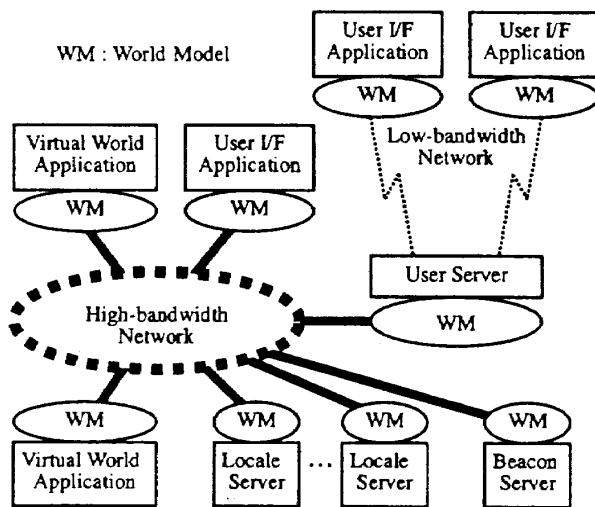 User I/F
Application
User I/F
Application
WM : World Model
WM
WM
Low-bandwidth
Network
Virtual World
Application
User I/F
Application
WM
WM
User Server
WM
High-bandwidth
Network
WM
WM
WM
WM
Virtual World
Application
Locale
Server
...
Locale
Server
Beacon
Server